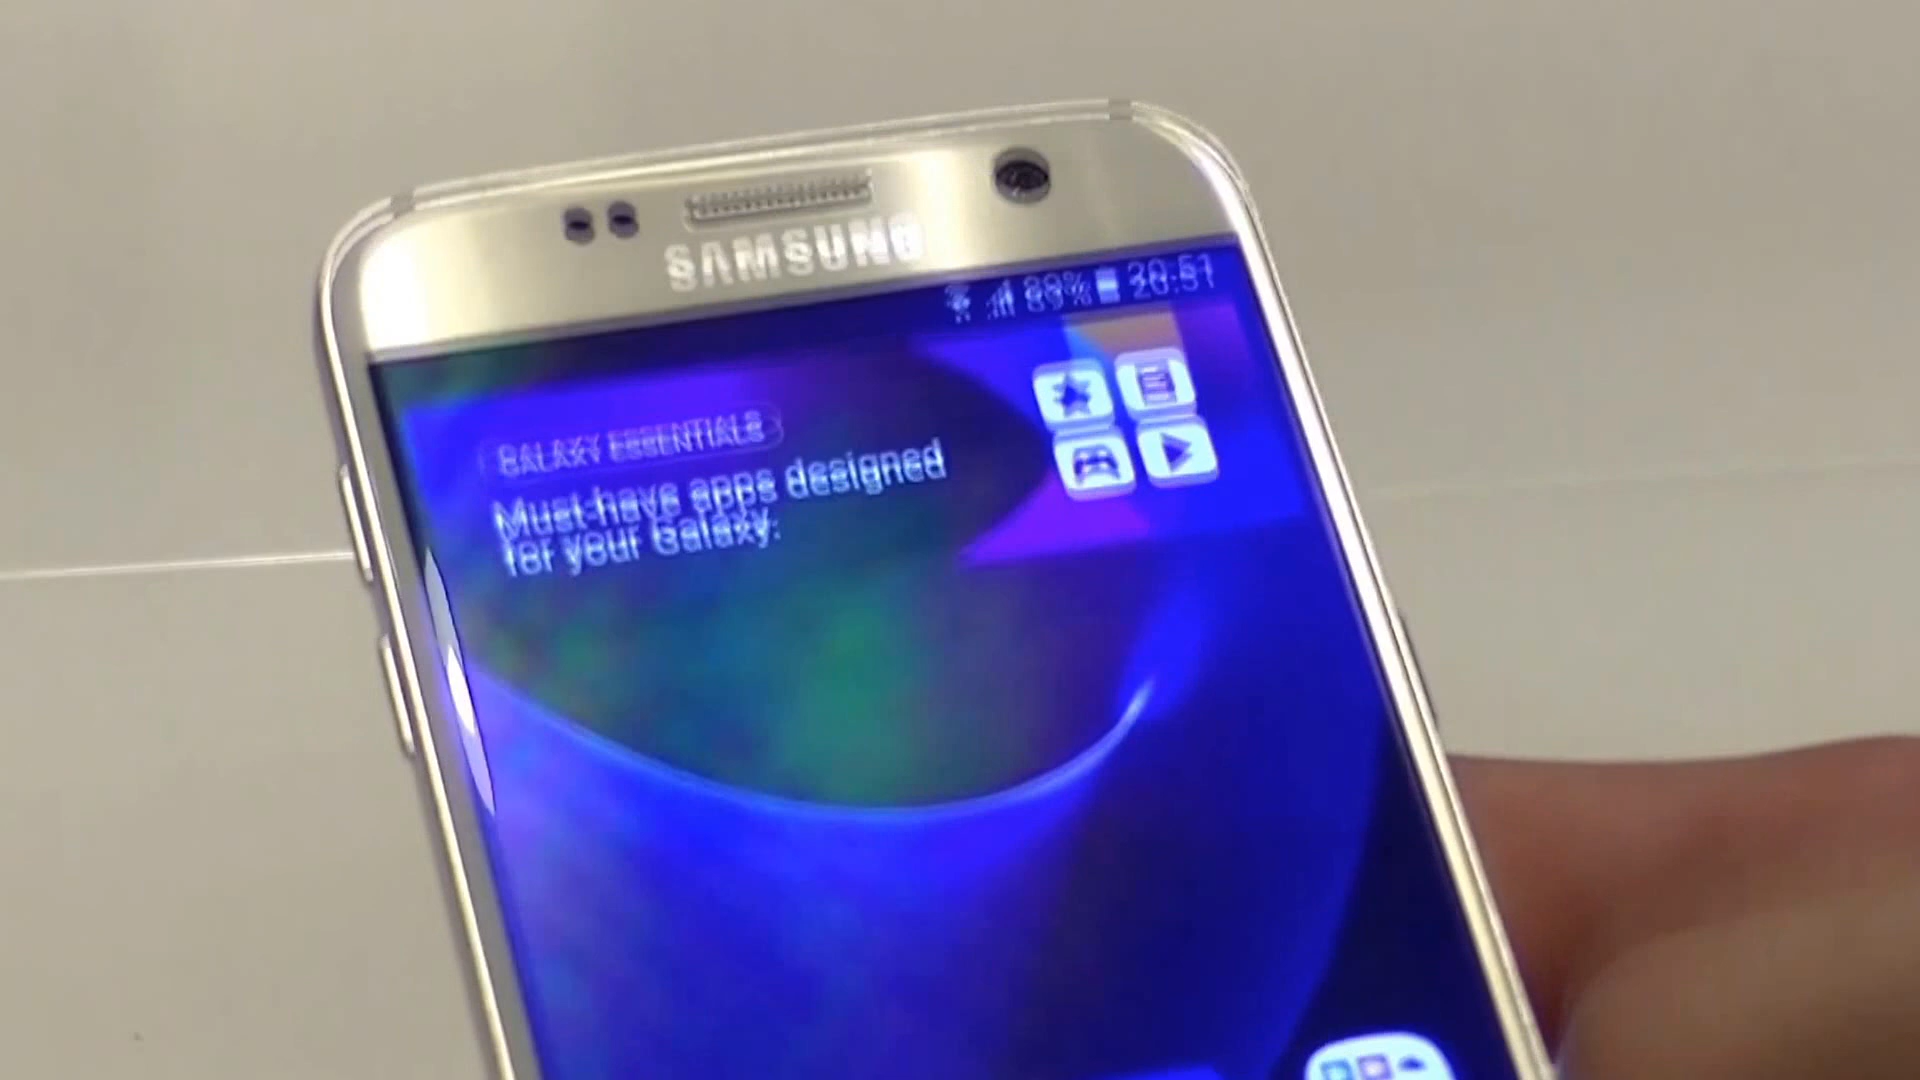 SAMSUNG
89% 20:51
GALAXY ESSENTIALS
Must-have apps designed
for your Galaxy.